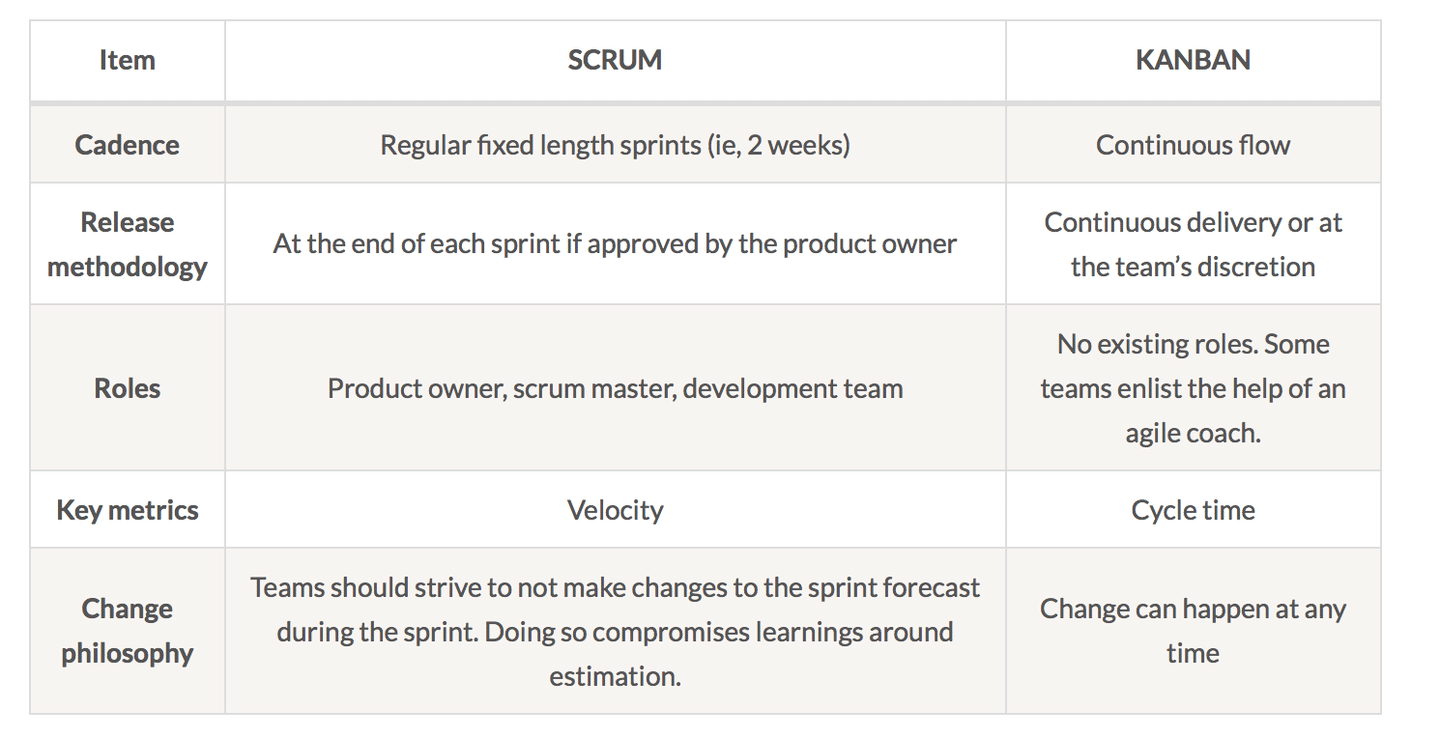 Item
SCRUM
KANBAN
Cadence
Regular fixed length sprints (ie, 2 weeks)
Continuous flow
Release
methodology
At the end of each sprint if approved by the product owner
Continuous delivery or at
the team’s discretion
Roles
Product owner, scrum master, development team
No existing roles. Some
teams enlist the help of an
agile coach.
Key metrics
Velocity
Cycle time
Change
philosophy
Teams should strive to not make changes to the sprint forecast
during the sprint. Doing so compromises learnings around
estimation.
Change can happen at any
time